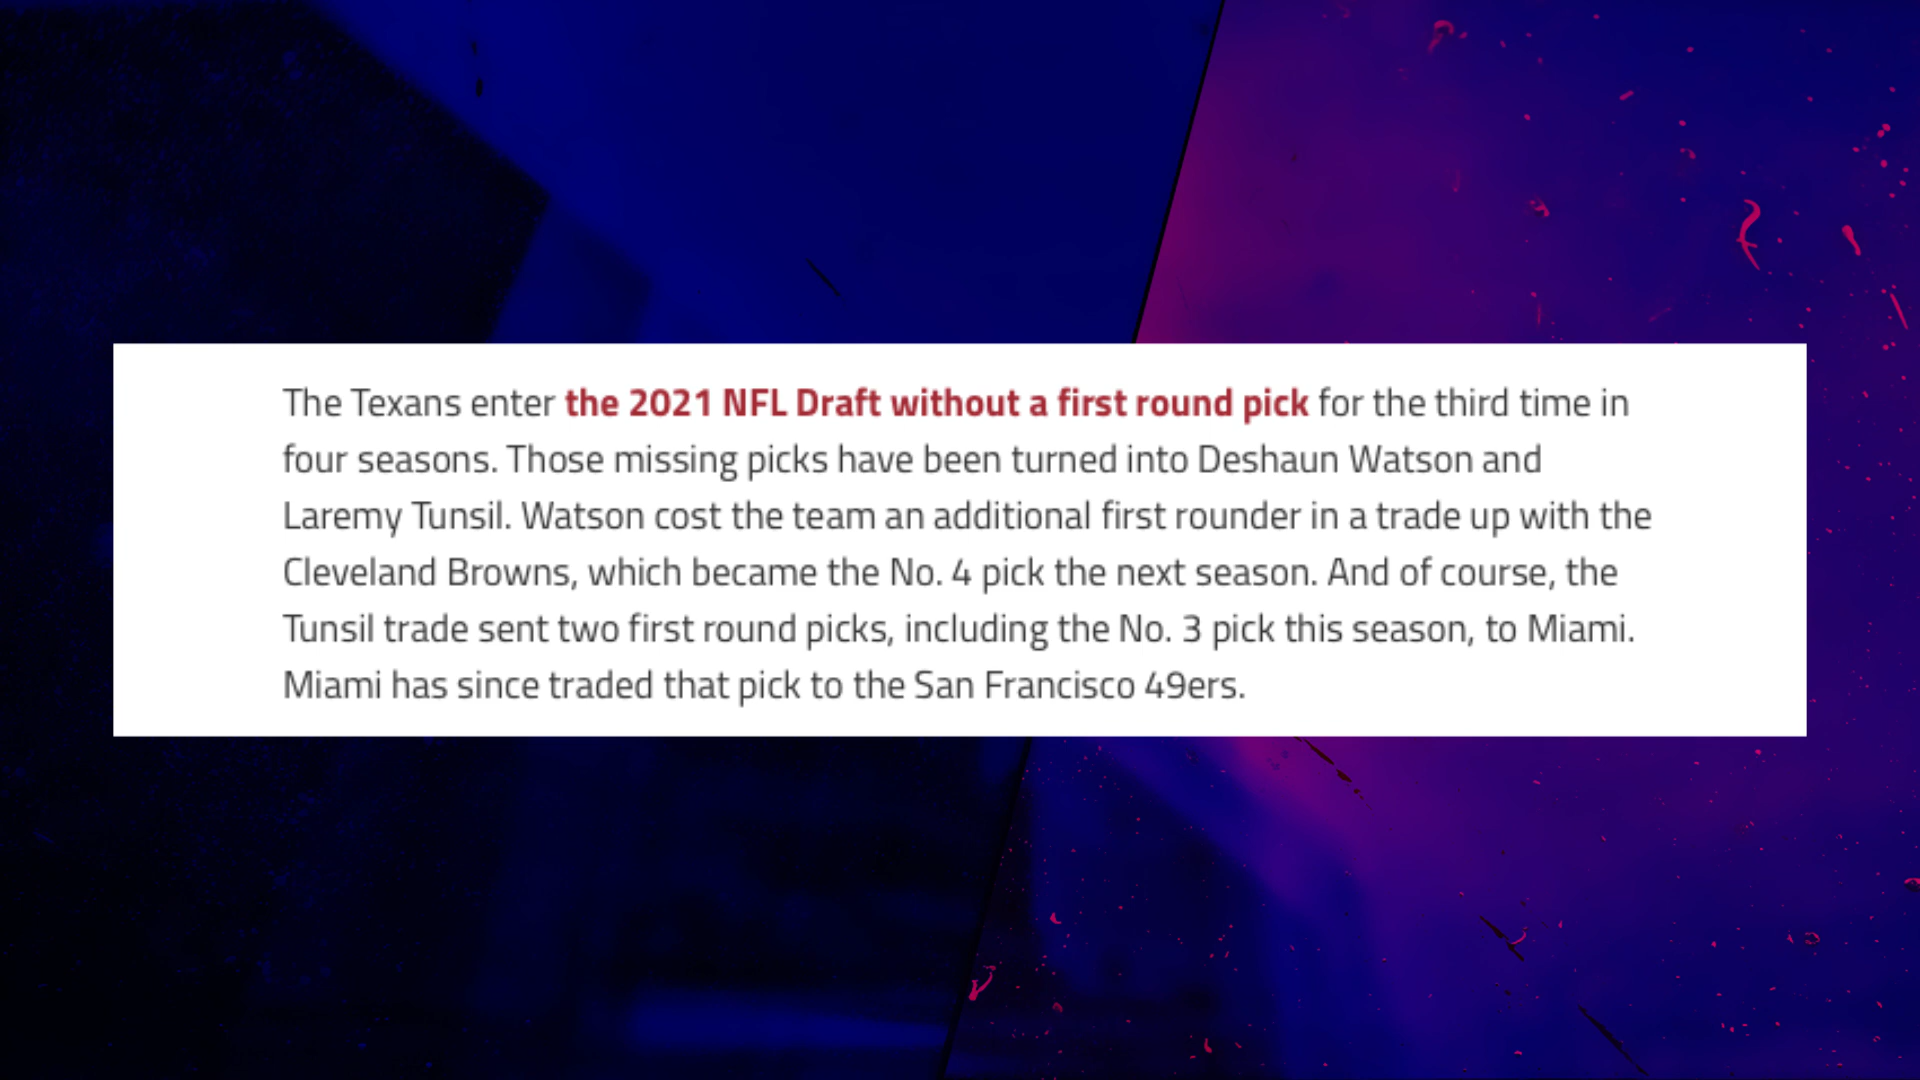 The Texans enter the 2021 NFL Draft without a first round pick for the third time in
four seasons. Those missing picks have been turned into Deshaun Watson and
Laremy Tunsil. Watson cost the team an additional first rounder in a trade up with the
Cleveland Browns, which became the No. 4 pick the next season. And of course, the
Tunsil trade sent two first round picks, including the No. 3 pick this season, to Miami.
Miami has since traded that pick to the San Francisco 49ers.